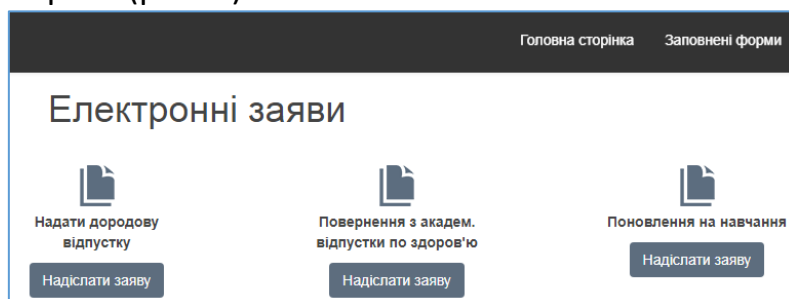 Головна сторінка Заповнені форми
Електронні заяви
Надати дородову
відпустку
Надіслати заяву
Повернення з академ.
відпустки по здоров'ю
Надіслати заяву
Поновлення на навчання
Надіслати заяву